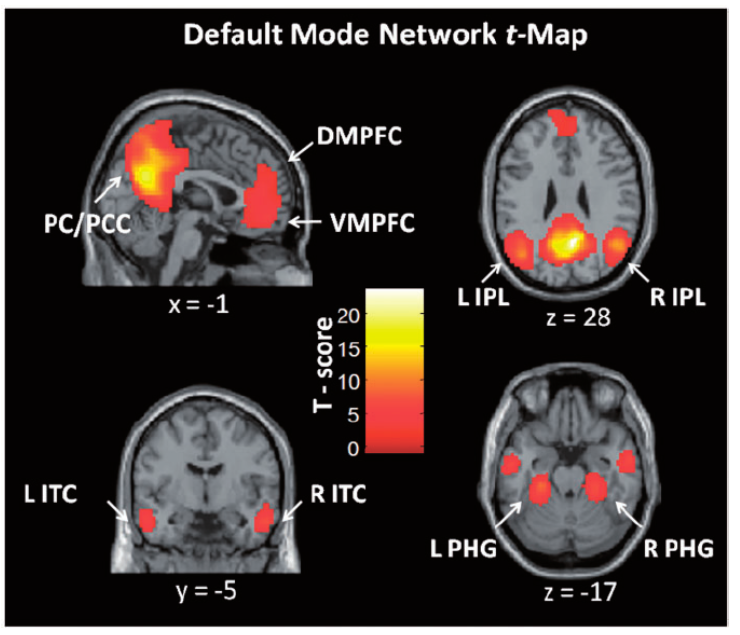 Default Mode Network t-Map
DMPFC
PC/PCC
VMPFC
x = -1
L IPL
R IPL
z = 28
T - score
20
15
10
5
0
L ITC
R ITC
y = -5
L PHG
R PHG
z = -17